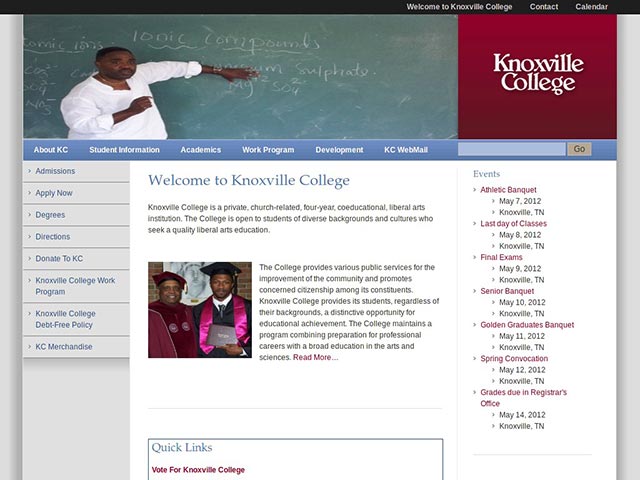 Welcome to Knoxville College
Contact
Calendar
Ionic Compounds
Sulphate.
Knoxville
College
About KC
Student Information
Academics
Work Program
Development
KC WebMail
Go
Admissions
Apply Now
Degrees
Directions
Donate To KC
Knoxville College Work
Program
Knoxville College
Debt-Free Policy
KC Merchandise
Welcome to Knoxville College
Knoxville College is a private, church-related, four-year, coeducational, liberal arts
institution. The College is open to students of diverse backgrounds and cultures who
seek a quality liberal arts education.
The College provides various public services for the
improvement of the community and promotes
concerned citizenship among its constituents.
Knoxville College provides its students, regardless of
their backgrounds, a distinctive opportunity for
educational achievement. The College maintains a
program combining preparation for professional
careers with a broad education in the arts and
sciences. Read More…
Quick Links
Vote For Knoxville College
Events
Athletic Banquet
May 7, 2012
Knoxville, TN
Last day of Classes
May 8, 2012
Knoxville, TN
Final Exams
May 9, 2012
Knoxville, TN
Senior Banquet
May 10, 2012
Knoxville, TN
Golden Graduates Banquet
May 11, 2012
Knoxville, TN
Spring Convocation
May 12, 2012
Knoxville, TN
Grades due in Registrar's
Office
May 14, 2012
Knoxville, TN